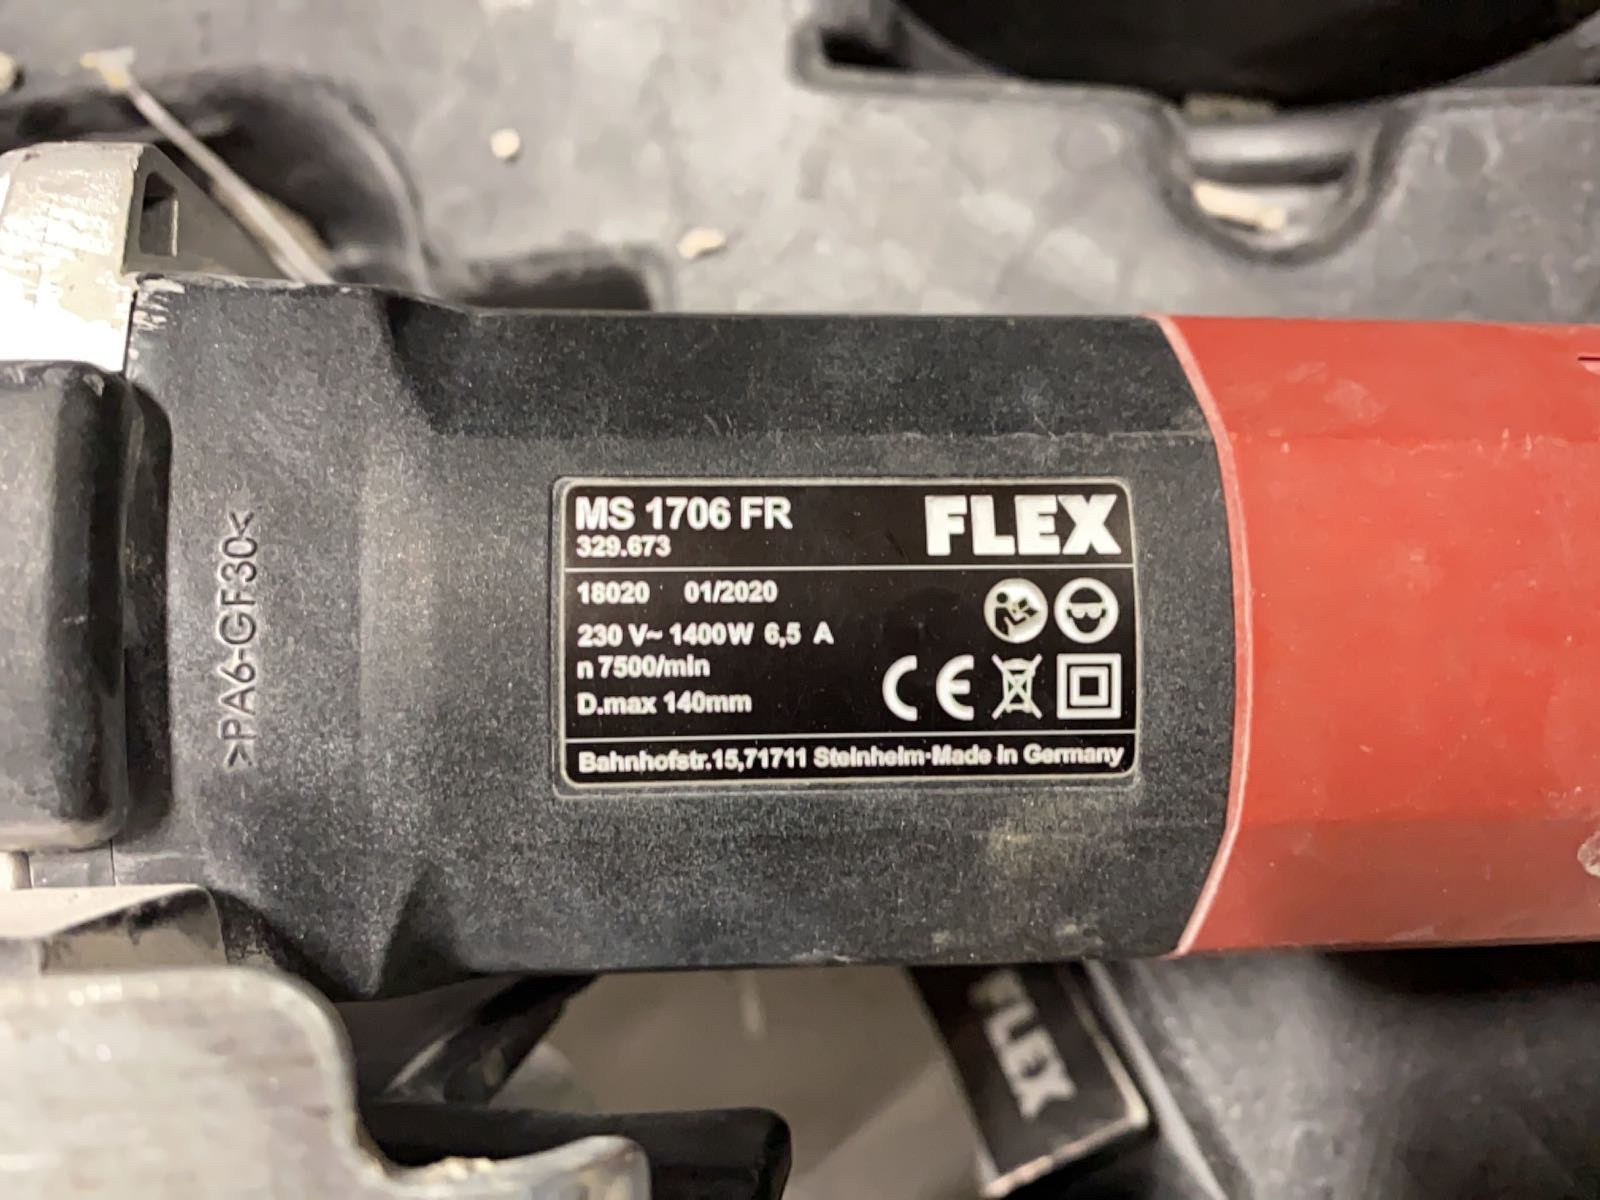 MS 1706 FR
FLEX
329.673
18020 01/2020
230 V~ 1400W 6,5 A
n 7500/min
D.max 140mm
CE
Bahnhofstr.15,71711 Steinheim·Made in Germany
>PA6-GF30<
FLEX